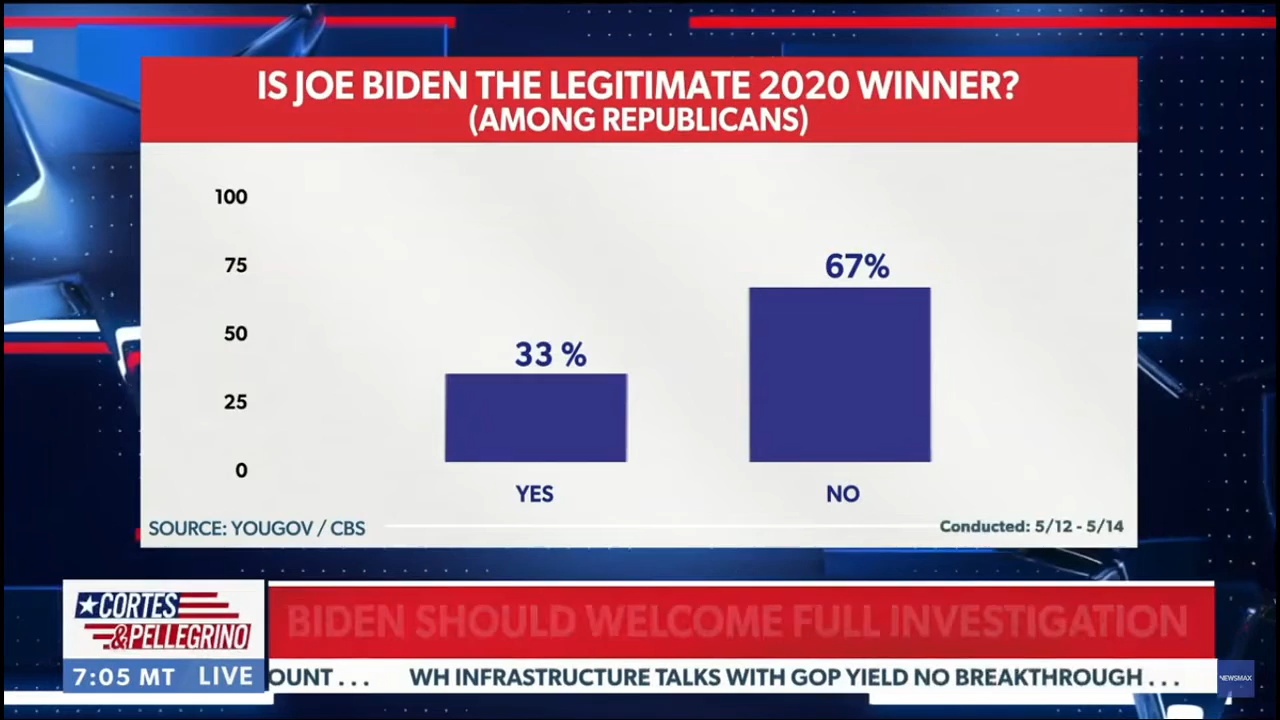 IS JOE BIDEN THE LEGITIMATE 2020 WINNER?
(AMONG REPUBLICANS)
100
75
50
25
0
33 %
67%
YES
NO
SOURCE: YOUGOV / CBS
Conducted: 5/12 - 5/14
CORTES
&PELLEGRINO
BIDEN SHOULD WELCOME FULL INVESTIGATION
7:05 MT LIVE
OUNT . . . WH INFRASTRUCTURE TALKS WITH GOP YIELD NO BREAKTHROUGH . . .
NEWSMAX